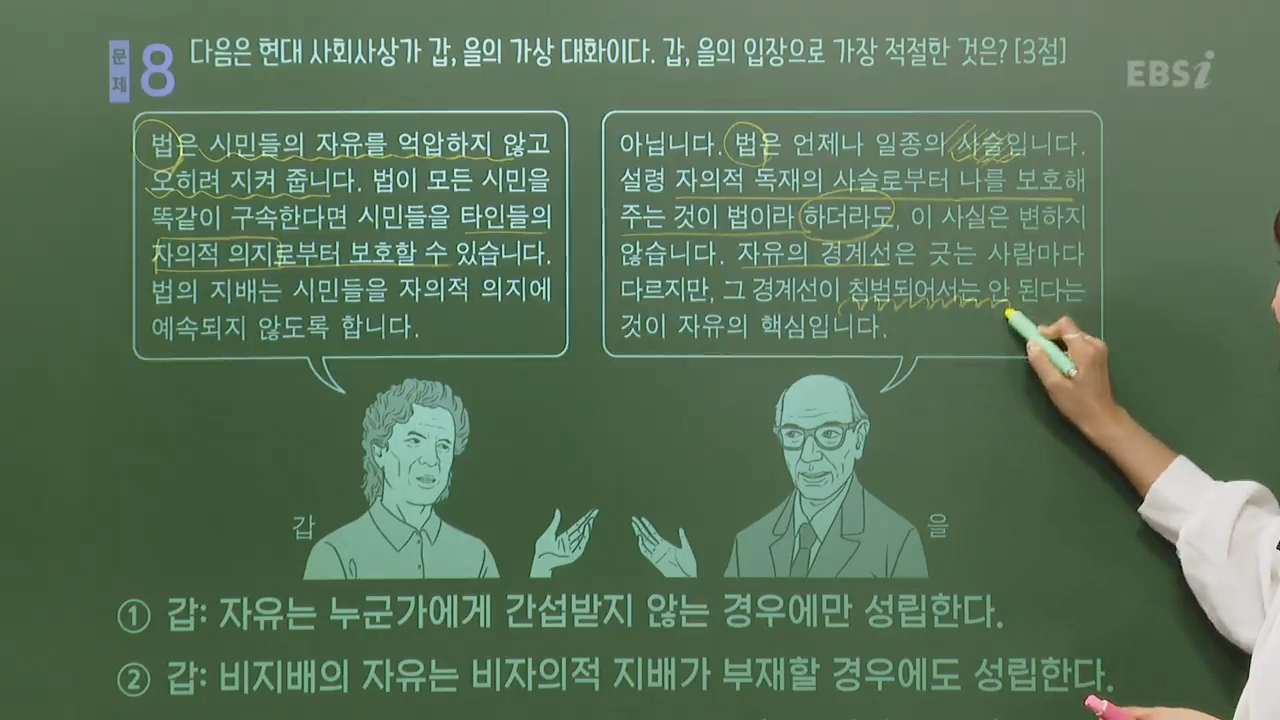 문제 8 다음은 현대 사회사상가 갑, 을의 가상 대화이다. 갑, 을의 입장으로 가장 적절한 것은? [3점]
EBSi
법은 시민들의 자유를 억압하지 않고
오히려 지켜 줍니다. 법이 모든 시민을
똑같이 구속한다면 시민들을 타인들의
자의적 의지로부터 보호할 수 있습니다.
법의 지배는 시민들을 자의적 의지에
예속되지 않도록 합니다.
아닙니다. 법은 언제나 일종의 사슬입니다.
설령 자의적 독재의 사슬로부터 나를 보호해
주는 것이 법이라 하더라도, 이 사실은 변하지
않습니다. 자유의 경계선은 긋는 사람마다
다르지만, 그 경계선이 침범되어서는 안 된다는
것이 자유의 핵심입니다.
갑
을
① 갑: 자유는 누군가에게 간섭받지 않는 경우에만 성립한다.
② 갑: 비지배의 자유는 비자의적 지배가 부재할 경우에도 성립한다.